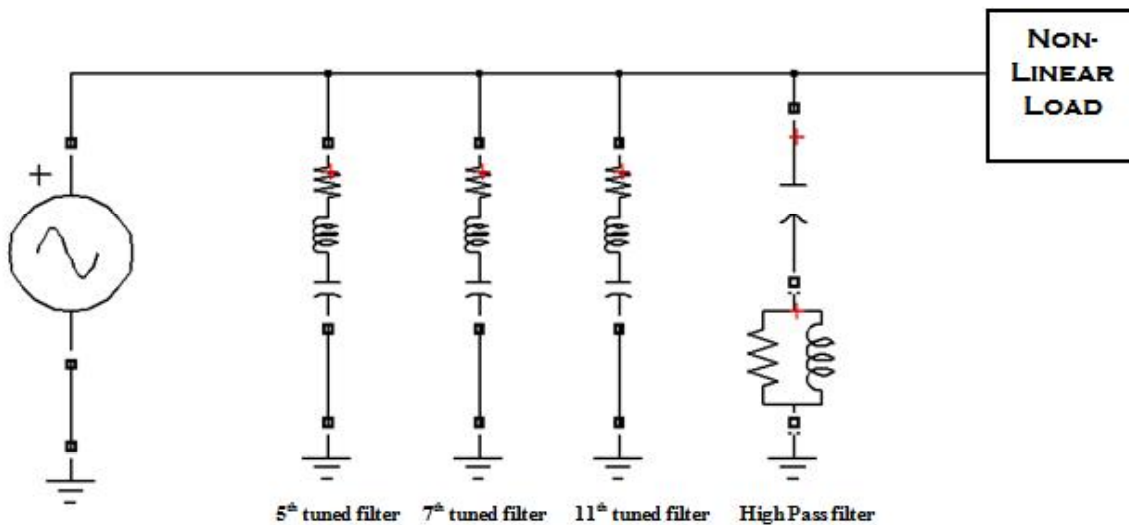 NON-
LINEAR
LOAD
5th tuned filter 7th tuned filter 11th tuned filter High Pass filter